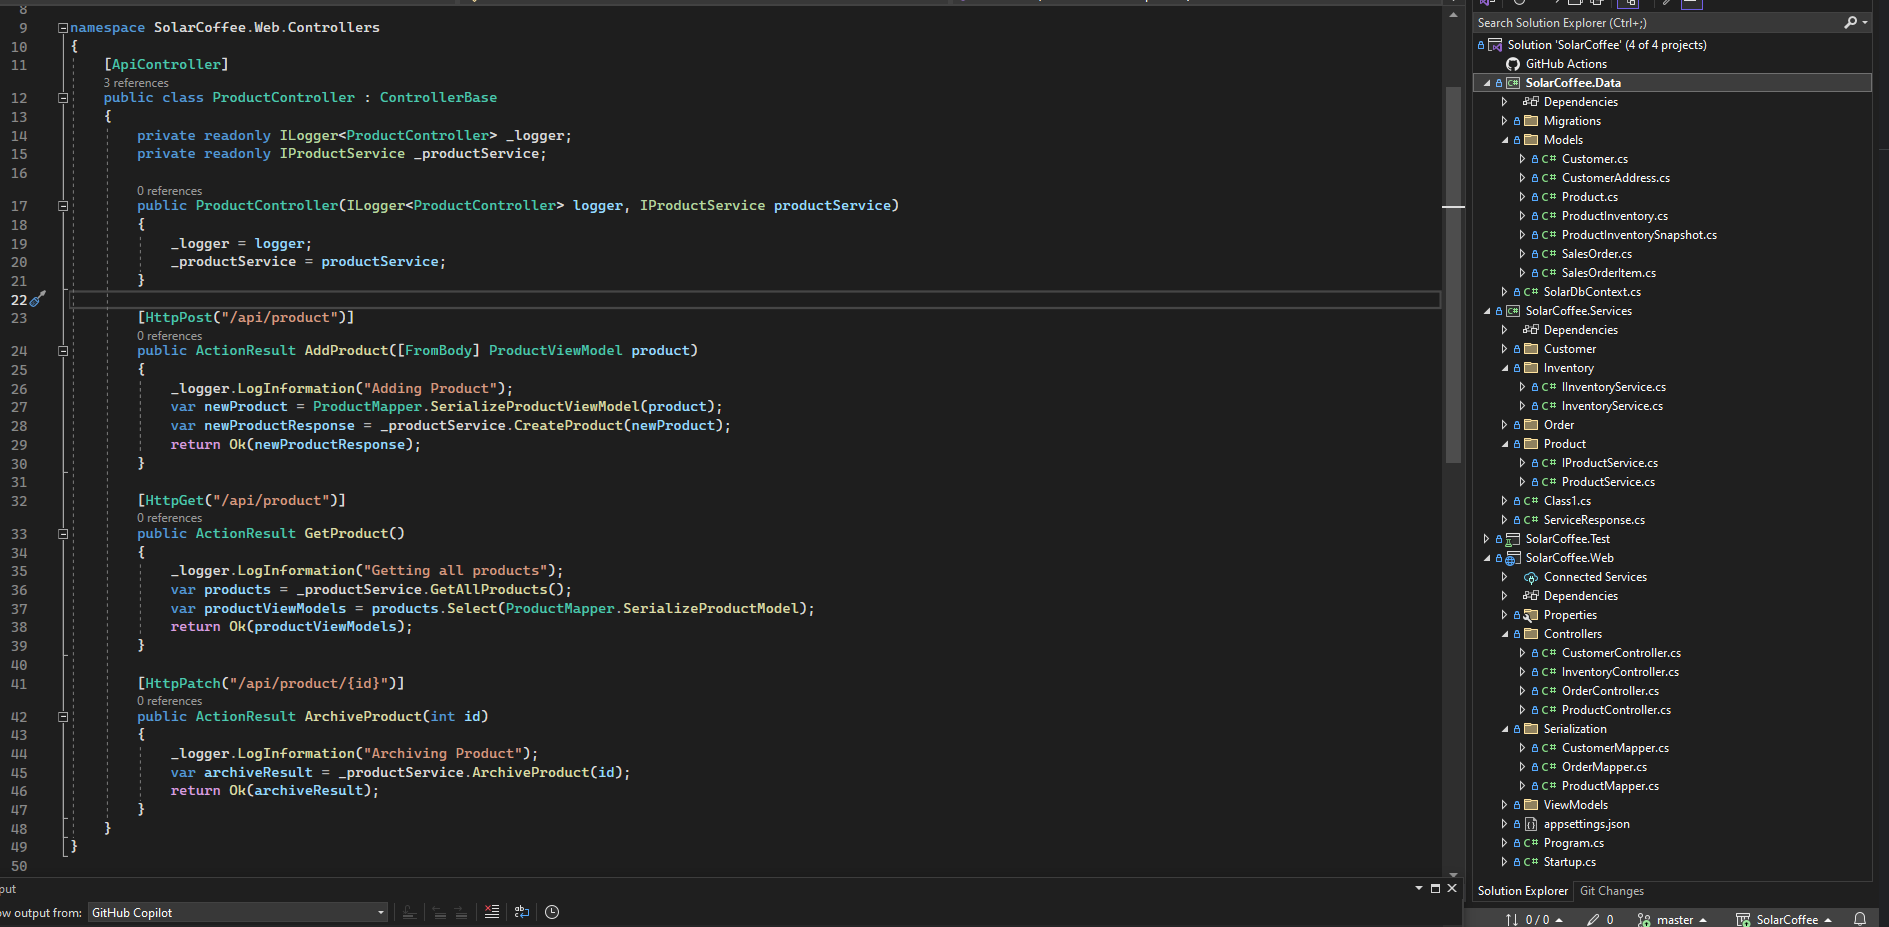 8
9 namespace SolarCoffee.Web.Controllers
10 {
11 [ApiController]
3 references
12 public class ProductController : ControllerBase
13 {
14 private readonly ILogger<ProductController> _logger;
15 private readonly IProductService _productService;
16
0 references
17 public ProductController(ILogger<ProductController> logger, IProductService productService)
18 {
19 _logger = logger;
20 _productService = productService;
21 }
22
23 [HttpPost("/api/product")]
0 references
24 public ActionResult AddProduct([FromBody] ProductViewModel product)
25 {
26 _logger.LogInformation("Adding Product");
27 var newProduct = ProductMapper.SerializeProductViewModel(product);
28 var newProductResponse = _productService.CreateProduct(newProduct);
29 return Ok(newProductResponse);
30 }
31
32 [HttpGet("/api/product")]
0 references
33 public ActionResult GetProduct()
34 {
35 _logger.LogInformation("Getting all products");
36 var products = _productService.GetAllProducts();
37 var productViewModels = products.Select(ProductMapper.SerializeProductModel);
38 return Ok(productViewModels);
39 }
40
41 [HttpPatch("/api/product/{id}")]
0 references
42 public ActionResult ArchiveProduct(int id)
43 {
44 _logger.LogInformation("Archiving Product");
45 var archiveResult = _productService.ArchiveProduct(id);
46 return Ok(archiveResult);
47 }
48 }
49 }
50
put
ow output from: GitHub Copilot
Search Solution Explorer (Ctrl+;)
Solution 'SolarCoffee' (4 of 4 projects)
GitHub Actions
C# SolarCoffee.Data
Dependencies
Migrations
Models
C# Customer.cs
C# CustomerAddress.cs
C# Product.cs
C# ProductInventory.cs
C# ProductInventorySnapshot.cs
C# SalesOrder.cs
C# SalesOrderItem.cs
C# SolarDbContext.cs
C# SolarCoffee.Services
Dependencies
Customer
Inventory
C# IInventoryService.cs
C# InventoryService.cs
Order
Product
C# IProductService.cs
C# ProductService.cs
C# Class1.cs
C# ServiceResponse.cs
SolarCoffee.Test
SolarCoffee.Web
Connected Services
Dependencies
Properties
Controllers
C# CustomerController.cs
C# InventoryController.cs
C# OrderController.cs
C# ProductController.cs
Serialization
C# CustomerMapper.cs
C# OrderMapper.cs
C# ProductMapper.cs
ViewModels
appsettings.json
C# Program.cs
C# Startup.cs
Solution Explorer Git Changes
0 / 0 0 master SolarCoffee